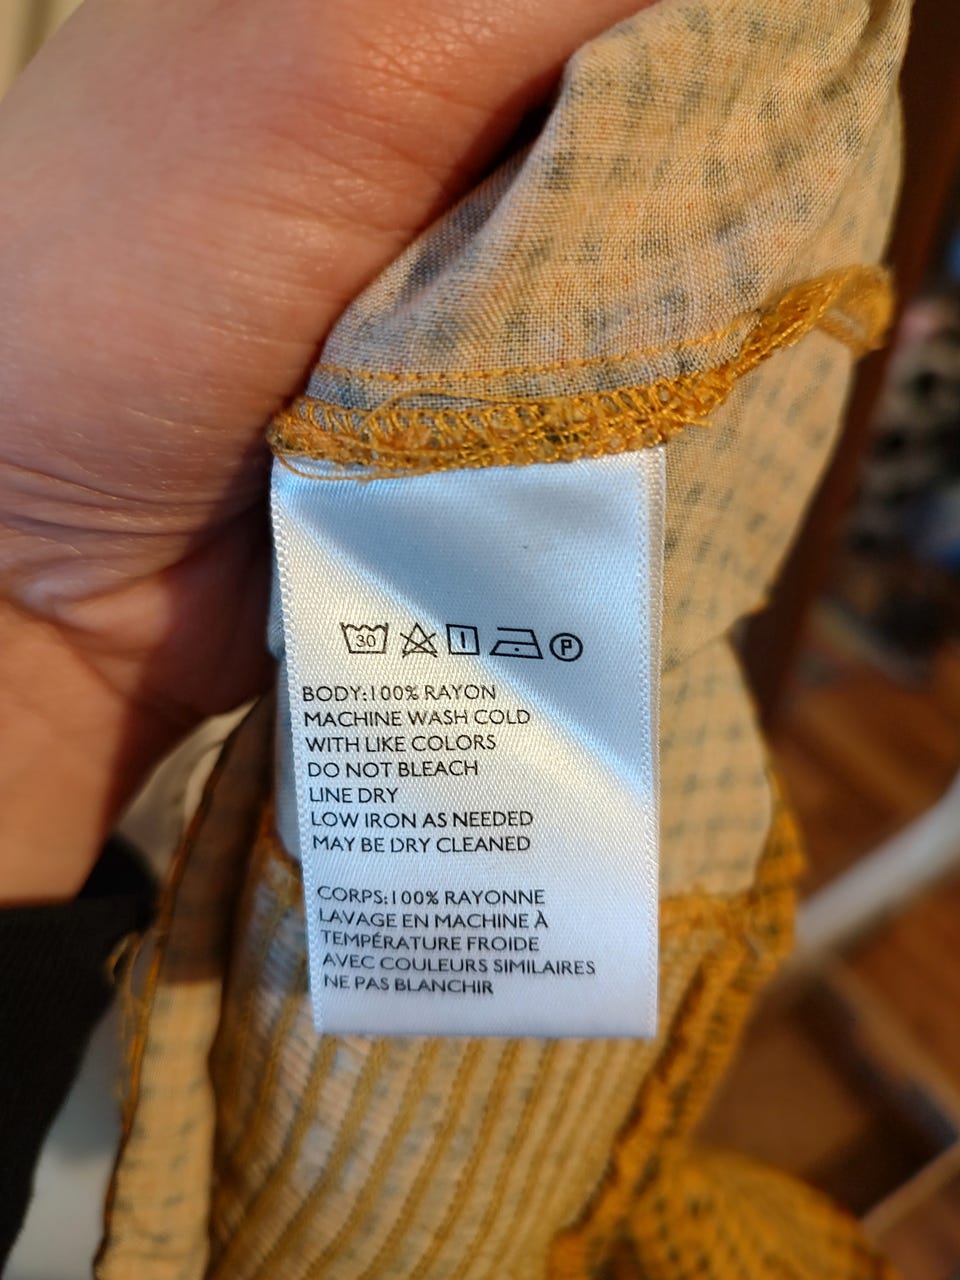 30 P
BODY:100% RAYON
MACHINE WASH COLD
WITH LIKE COLORS
DO NOT BLEACH
LINE DRY
LOW IRON AS NEEDED
MAY BE DRY CLEANED
CORPS:100% RAYONNE
LAVAGE EN MACHINE À
TEMPÉRATURE FROIDE
AVEC COULEURS SIMILAIRES
NE PAS BLANCHIR